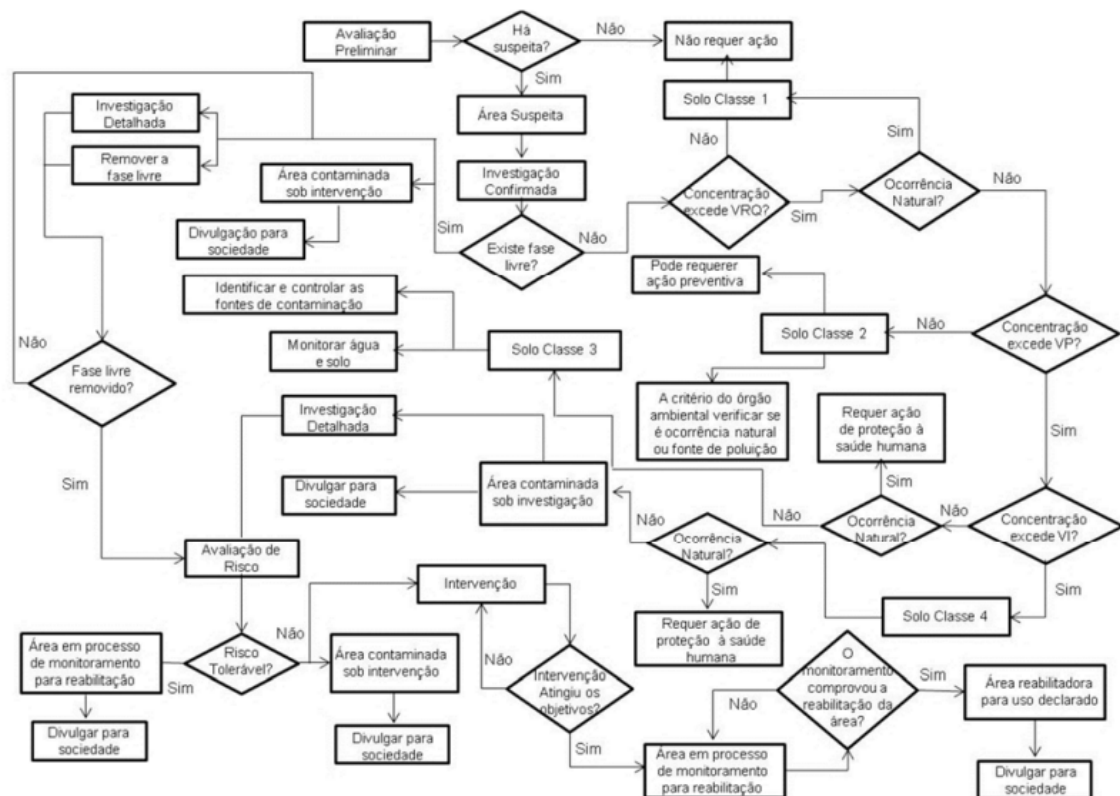 Avaliação
Preliminar
Há
suspeita?
Não
Não requer ação
Sim
Área Suspeita
Solo Classe 1
Investigação
Detalhada
Remover a
fase livre
Área contaminada
sob intervenção
Investigação
Confirmada
Não
Concentração
excede VRQ?
Sim
Sim
Ocorrência
Natural?
Não
Divulgação para
sociedade
Sim
Existe fase
livre?
Não
Pode requerer
ação preventiva
Identificar e controlar as
fontes de contaminação
Solo Classe 2
Não
Concentração
excede VP?
Não
Monitorar água
e solo
Solo Classe 3
Fase livre
removido?
Investigação
Detalhada
A critério do órgão
ambiental verificar se
é ocorrência natural
ou fonte de poluição
Requer ação
de proteção à
saúde humana
Sim
Sim
Divulgar para
sociedade
Área contaminada
sob investigação
Sim
Não
Ocorrência
Natural?
Não
Ocorrência
Natural?
Não
Concentração
excede VI?
Avaliação de
Risco
Sim
Sim
Intervenção
Requer ação de
proteção à saúde
humana
Solo Classe 4
Área em processo
de monitoramento
para reabilitação
Sim
Risco
Tolerável?
Não
Área contaminada
sob intervenção
Não
Intervenção
Atingiu os
objetivos?
O
monitoramento
comprovou a
reabilitação da
área?
Sim
Não
Área reabilitadora
para uso declarado
Divulgar para
sociedade
Divulgar para
sociedade
Sim
Área em processo
de monitoramento
para reabilitação
Divulgar para
sociedade